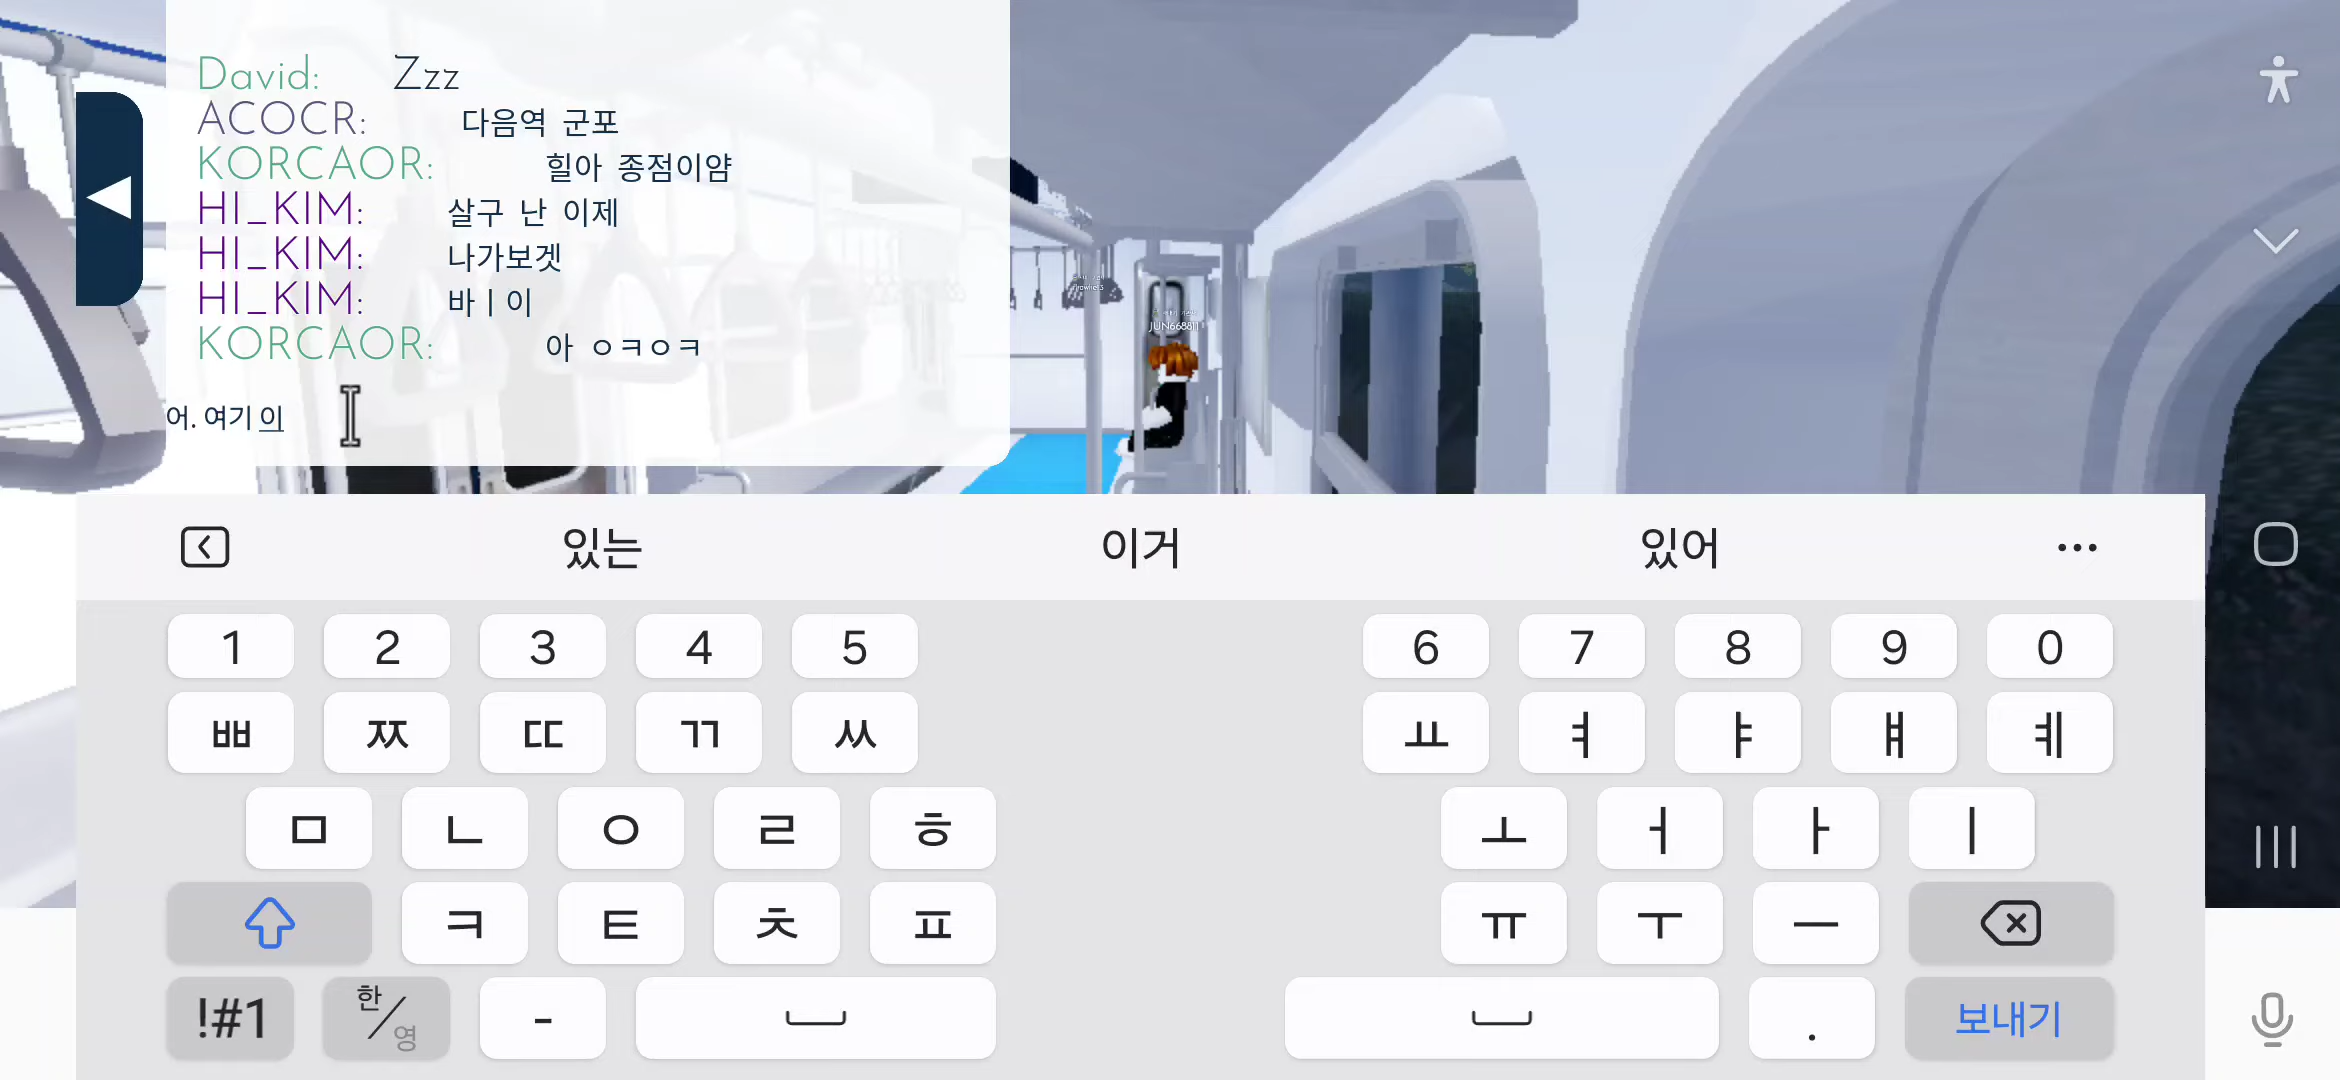 David: Zzz
ACOCR: 다음역 군포
KORCAOR: 힐아 종점이얌
HI_KIM: 살구 난 이제
HI_KIM: 나가보겟
HI_KIM: 바ㅣ이
KORCAOR: 아 ㅇㅋㅇㅋ
어. 여기 이
JUN66881
있는 이거 있어 ...
1 2 3 4 5 6 7 8 9 0
ㅃ ㅉ ㄸ ㄲ ㅆ ㅛ ㅕ ㅑ ㅒ ㅖ
ㅁ ㄴ ㅇ ㄹ ㅎ ㅗ ㅓ ㅏ ㅣ
ㅋ ㅌ ㅊ ㅍ ㅠ ㅜ ㅡ
!#1 한/영 - . 보내기